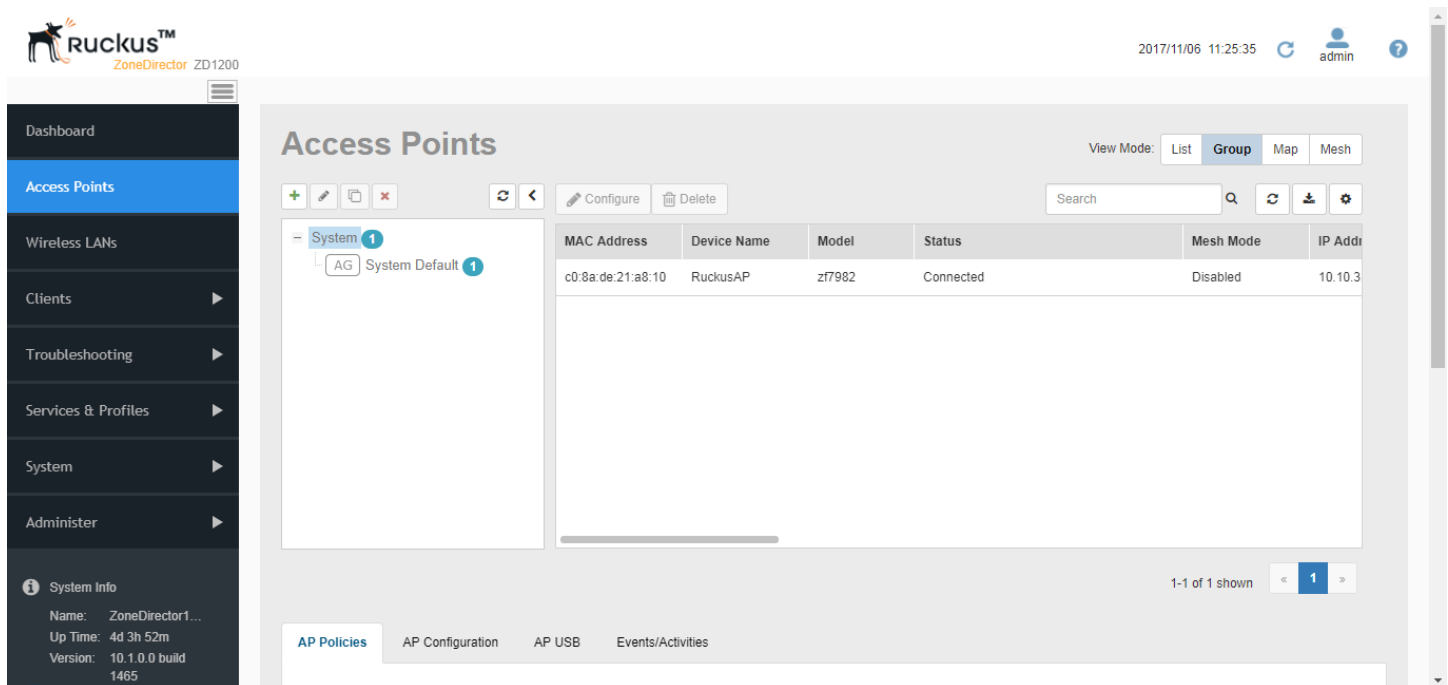 Ruckus™
ZoneDirector ZD1200
2017/11/06 11:25:35
admin
Dashboard
Access Points
Wireless LANs
Clients
Troubleshooting
Services & Profiles
System
Administer
System Info
Name: ZoneDirector1...
Up Time: 4d 3h 52m
Version: 10.1.0.0 build
1465
Access Points
View Mode: List Group Map Mesh
Configure Delete Search
System 1
AG System Default 1
MAC Address Device Name Model Status Mesh Mode IP Addr
c0:8a:de:21:a8:10 RuckusAP zf7982 Connected Disabled 10.10.3
1-1 of 1 shown « 1 »
AP Policies AP Configuration AP USB Events/Activities